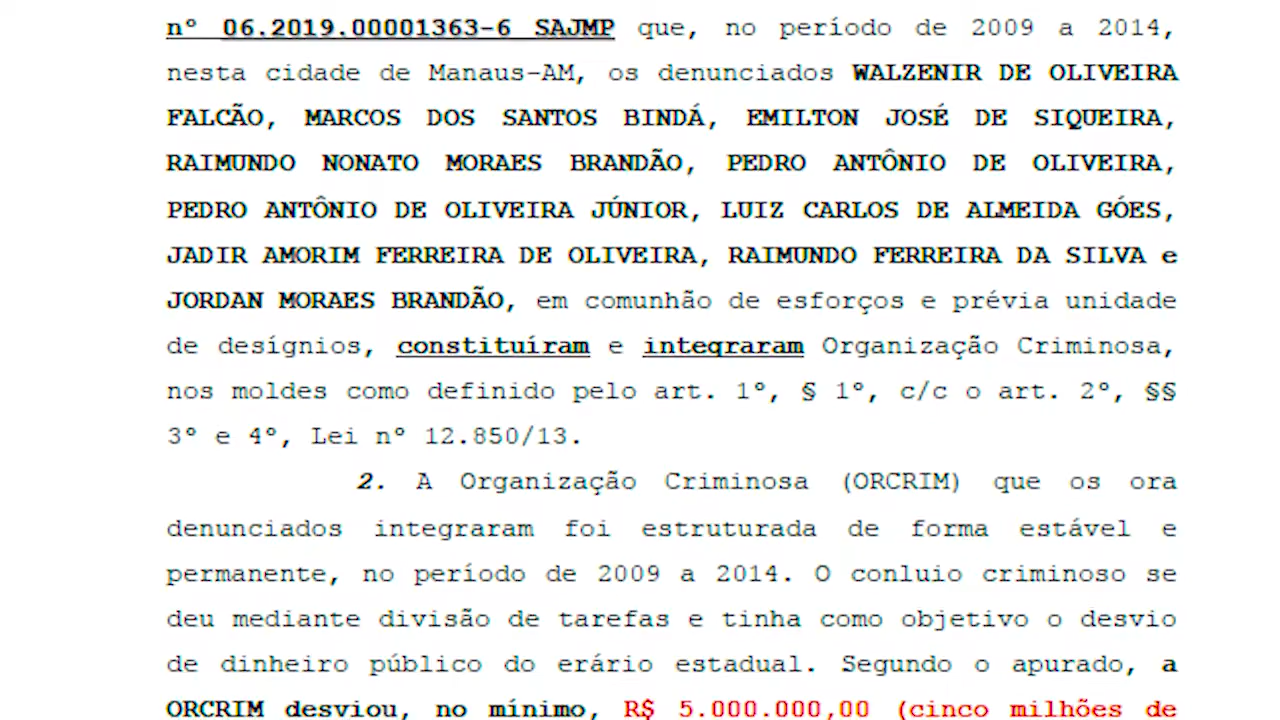 nº 06.2019.00001363-6 SAJMP que, no período de 2009 a 2014,
nesta cidade de Manaus-AM, os denunciados WALZENIR DE OLIVEIRA
FALCÃO, MARCOS DOS SANTOS BINDÁ, EMILTON JOSÉ DE SIQUEIRA,
RAIMUNDO NONATO MORAES BRANDÃO, PEDRO ANTÔNIO DE OLIVEIRA,
PEDRO ANTÔNIO DE OLIVEIRA JÚNIOR, LUIZ CARLOS DE ALMEIDA GÓES,
JADIR AMORIM FERREIRA DE OLIVEIRA, RAIMUNDO FERREIRA DA SILVA e
JORDAN MORAES BRANDÃO, em comunhão de esforços e prévia unidade
de desígnios, constituíram e integraram Organização Criminosa,
nos moldes como definido pelo art. 1º, § 1º, c/c o art. 2º, §§
3º e 4º, Lei nº 12.850/13.
2. A Organização Criminosa (ORCRIM) que os ora
denunciados integraram foi estruturada de forma estável e
permanente, no período de 2009 a 2014. O conluio criminoso se
deu mediante divisão de tarefas e tinha como objetivo o desvio
de dinheiro público do erário estadual. Segundo o apurado, a
ORCRIM desviou, no mínimo, R$ 5.000.000,00 (cinco milhões de